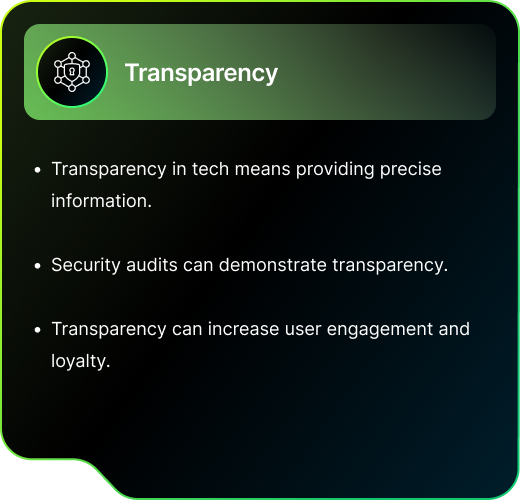 Transparency
• Transparency in tech means providing precise
information.
• Security audits can demonstrate transparency.
• Transparency can increase user engagement and
loyalty.